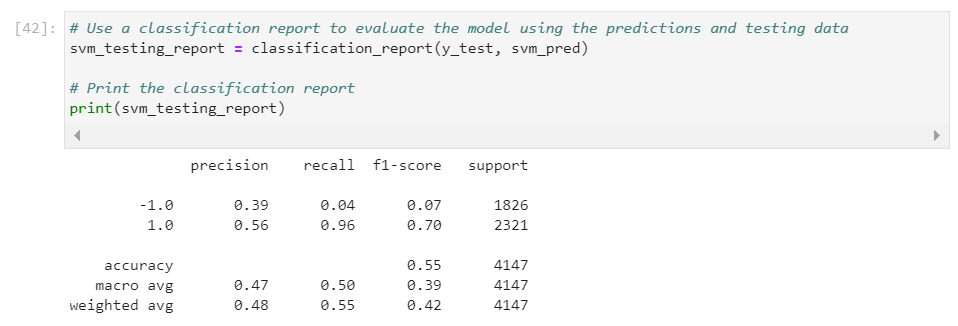 [42]: # Use a classification report to evaluate the model using the predictions and testing data
svm_testing_report = classification_report(y_test, svm_pred)
# Print the classification report
print(svm_testing_report)
precision recall f1-score support
-1.0 0.39 0.04 0.07 1826
1.0 0.56 0.96 0.70 2321
accuracy 0.55 4147
macro avg 0.47 0.50 0.39 4147
weighted avg 0.48 0.55 0.42 4147